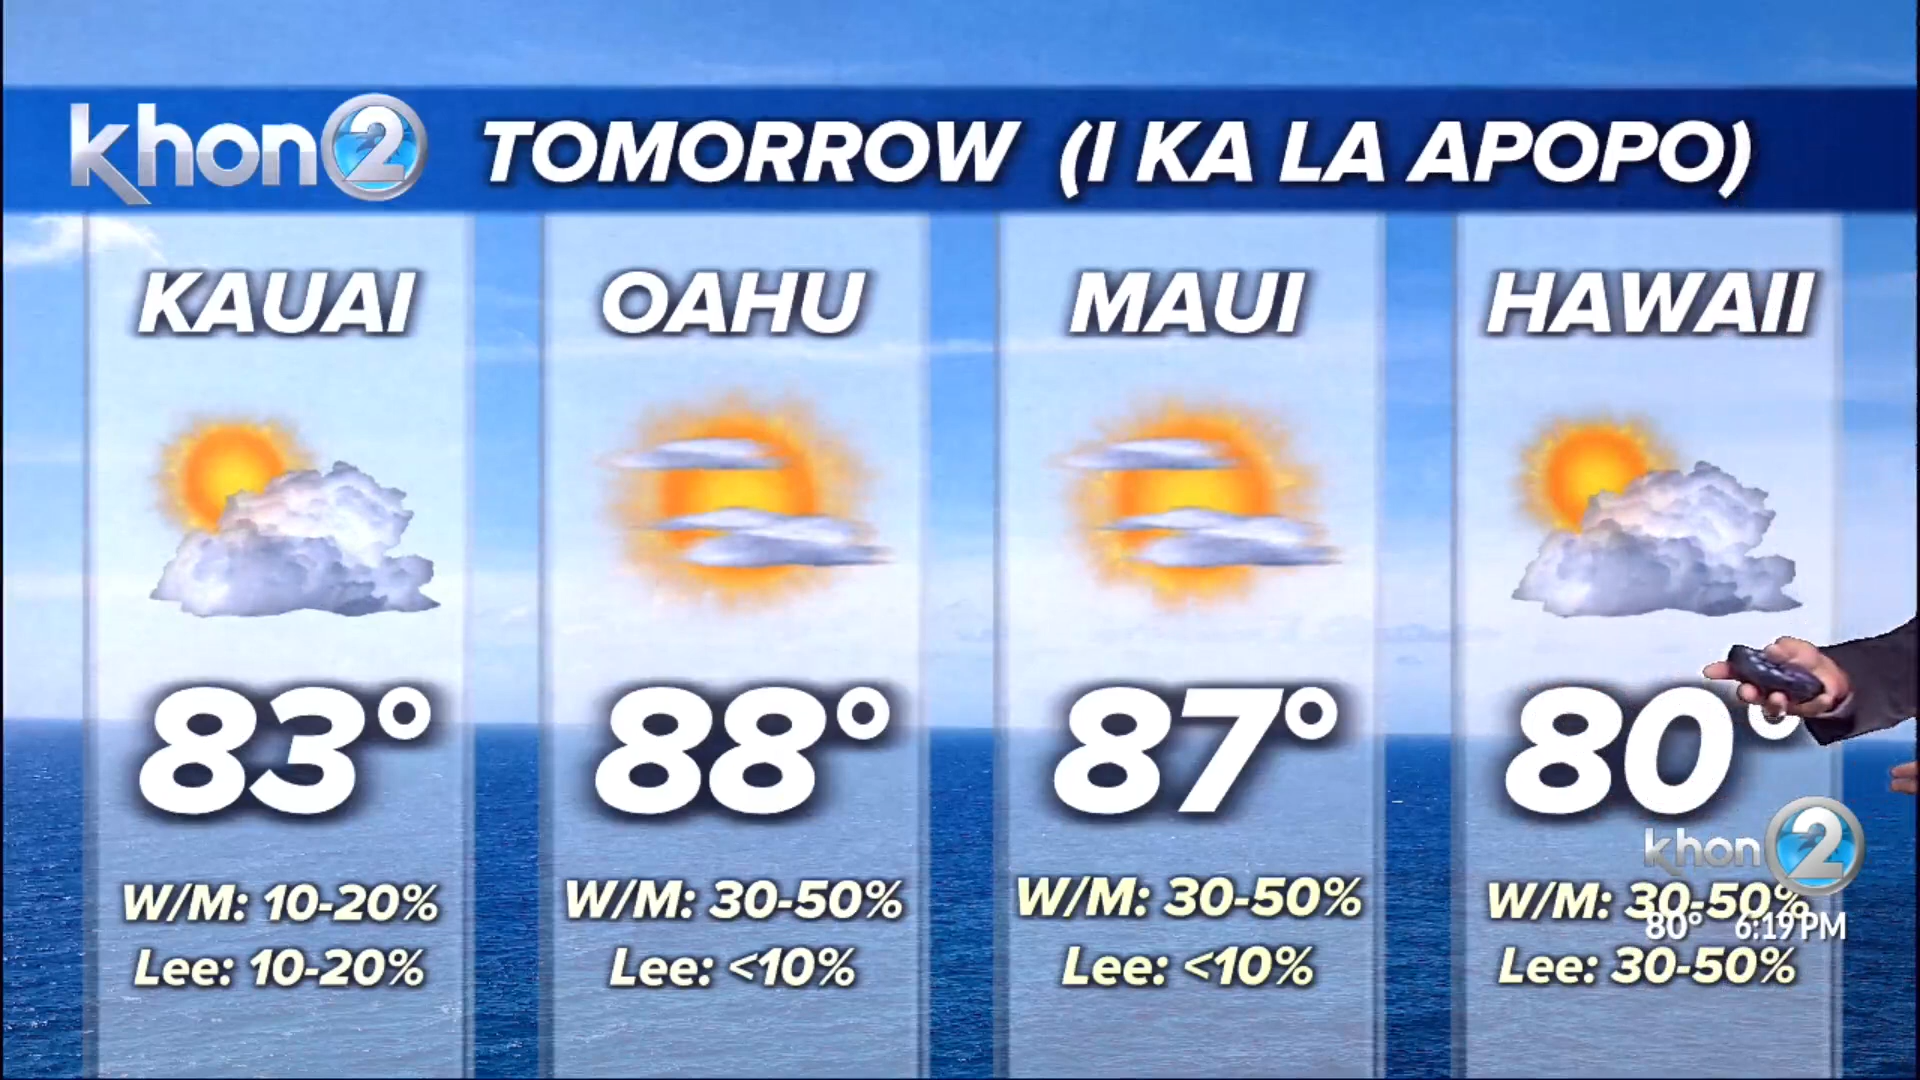 khon2 TOMORROW (I KA LA APOPO)
KAUAI OAHU MAUI HAWAII
83° 88° 87° 80°
W/M: 10-20% W/M: 30-50% W/M: 30-50% W/M: 30-50%
Lee: 10-20% Lee: <10% Lee: <10% Lee: 30-50%
khon2
80° 6:19 PM